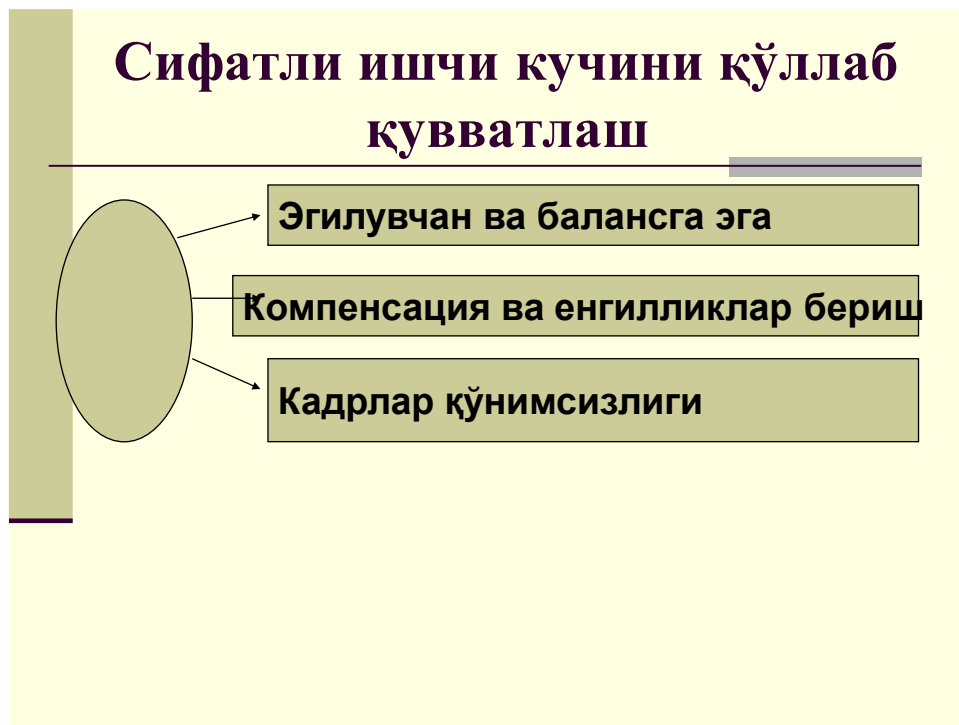 Сифатли ишчи кучини қўллаб
қувватлаш
Эгилувчан ва балансга эга
Компенсация ва енгилликлар бериш
Кадрлар қўнимсизлиги